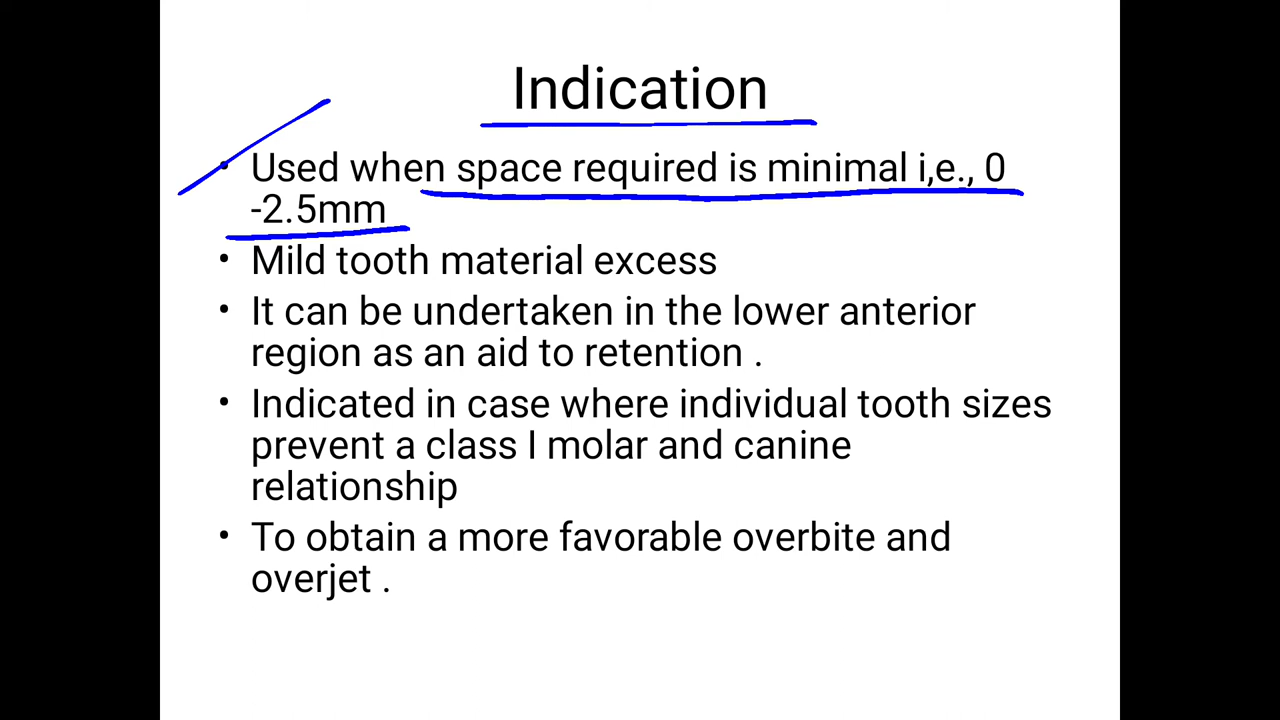 Indication
• Used when space required is minimal i,e., 0
-2.5mm
• Mild tooth material excess
• It can be undertaken in the lower anterior
region as an aid to retention .
• Indicated in case where individual tooth sizes
prevent a class I molar and canine
relationship
• To obtain a more favorable overbite and
overjet .